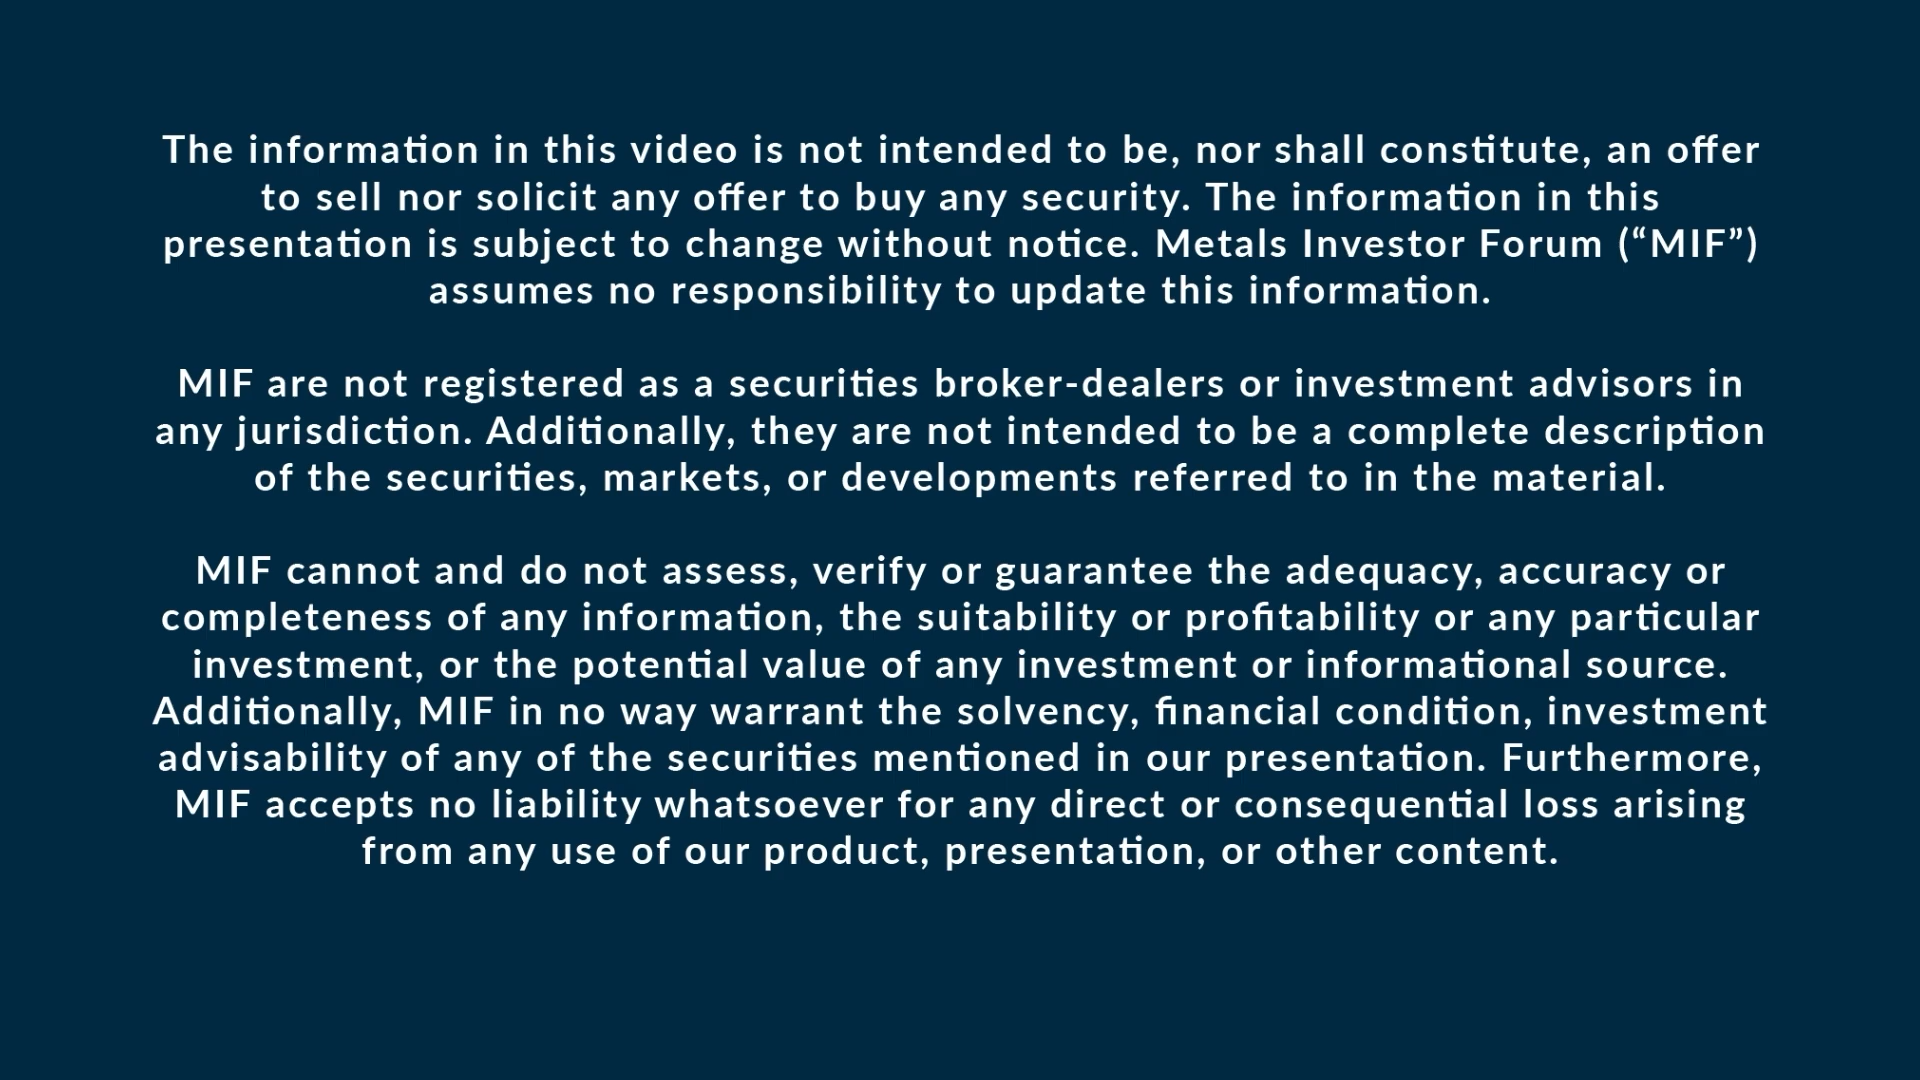 The information in this video is not intended to be, nor shall constitute, an offer
to sell nor solicit any offer to buy any security. The information in this
presentation is subject to change without notice. Metals Investor Forum (“MIF”)
assumes no responsibility to update this information.
MIF are not registered as a securities broker-dealers or investment advisors in
any jurisdiction. Additionally, they are not intended to be a complete description
of the securities, markets, or developments referred to in the material.
MIF cannot and do not assess, verify or guarantee the adequacy, accuracy or
completeness of any information, the suitability or profitability or any particular
investment, or the potential value of any investment or informational source.
Additionally, MIF in no way warrant the solvency, financial condition, investment
advisability of any of the securities mentioned in our presentation. Furthermore,
MIF accepts no liability whatsoever for any direct or consequential loss arising
from any use of our product, presentation, or other content.